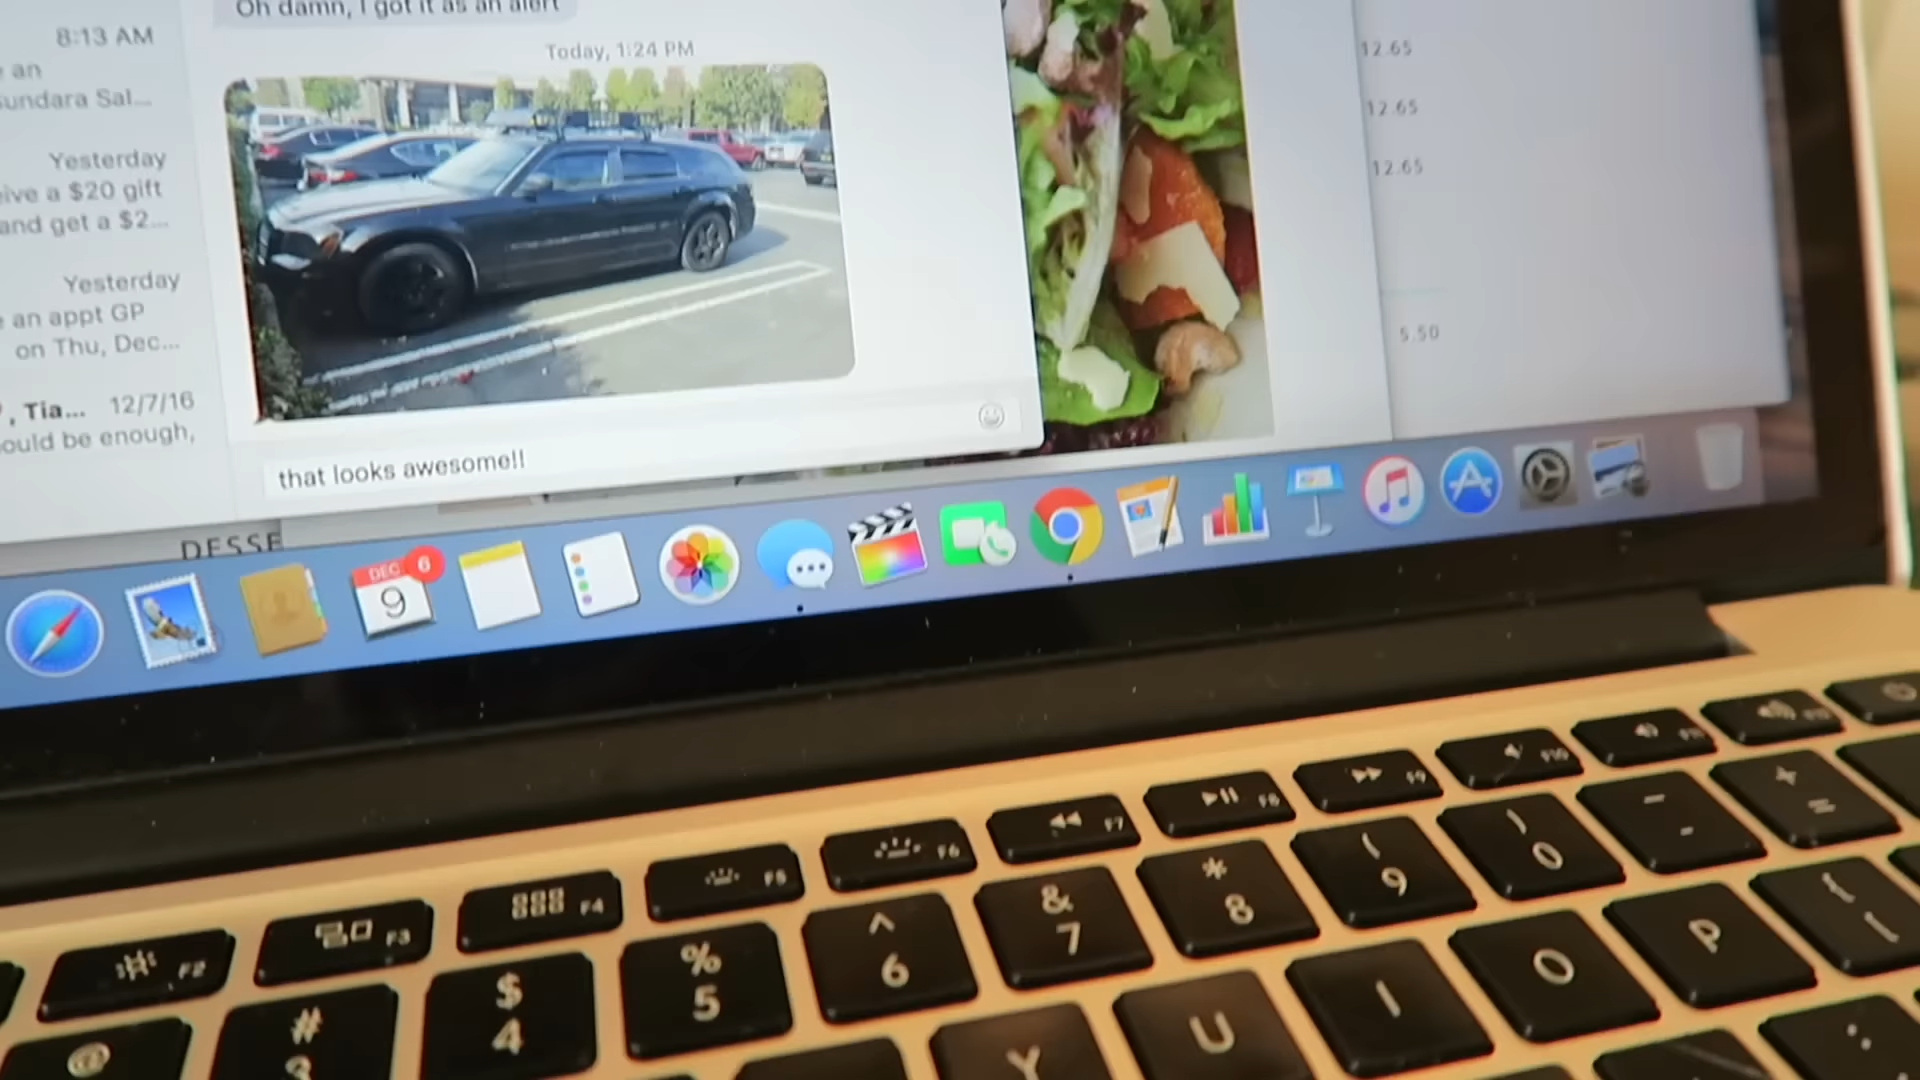 Oh damn, I got it as an alert
8:13 AM
an
Sundara Sal...
Yesterday
ive a $20 gift
and get a $2...
Yesterday
an appt GP
on Thu, Dec...
, Tia... 12/7/16
ould be enough,
Today, 1:24 PM
that looks awesome!!
12.65
12.65
12.65
5.50
DESSE
DEC
9
6
F2
F3
F4
F5
F6
F7
F8
F9
F10
F11
F12
@
#
3
$
4
%
5
^
6
&
7
*
8
(
9
)
0
-
+
=
Y
U
I
O
P
{
[